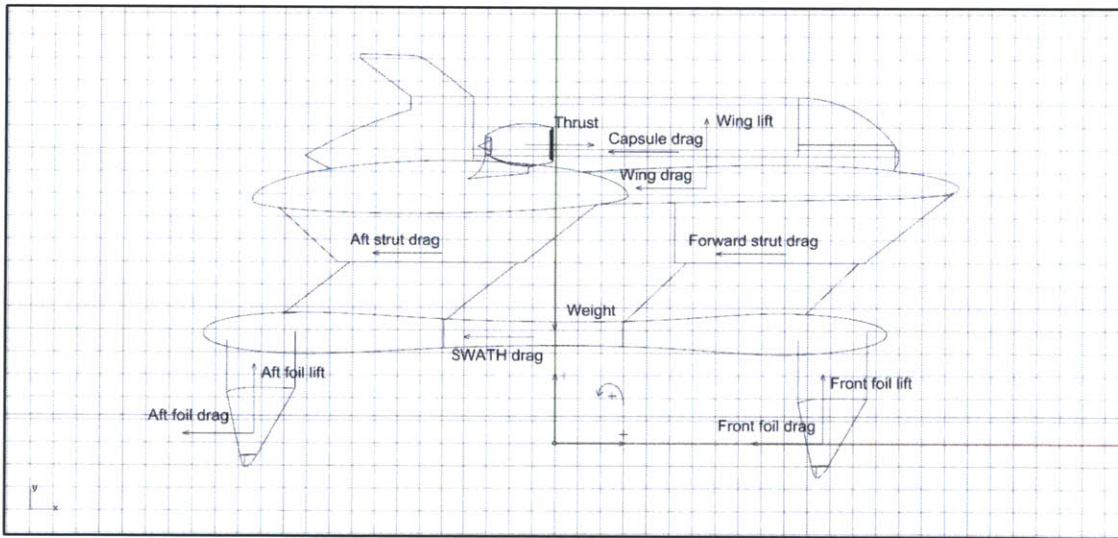 Thrust
Wing lift
Capsule drag
Wing drag
Aft strut drag
Forward strut drag
Weight
SWATH drag
Aft foil lift
Front foil lift
Aft foil drag
Front foil drag
+
+
+
y
x